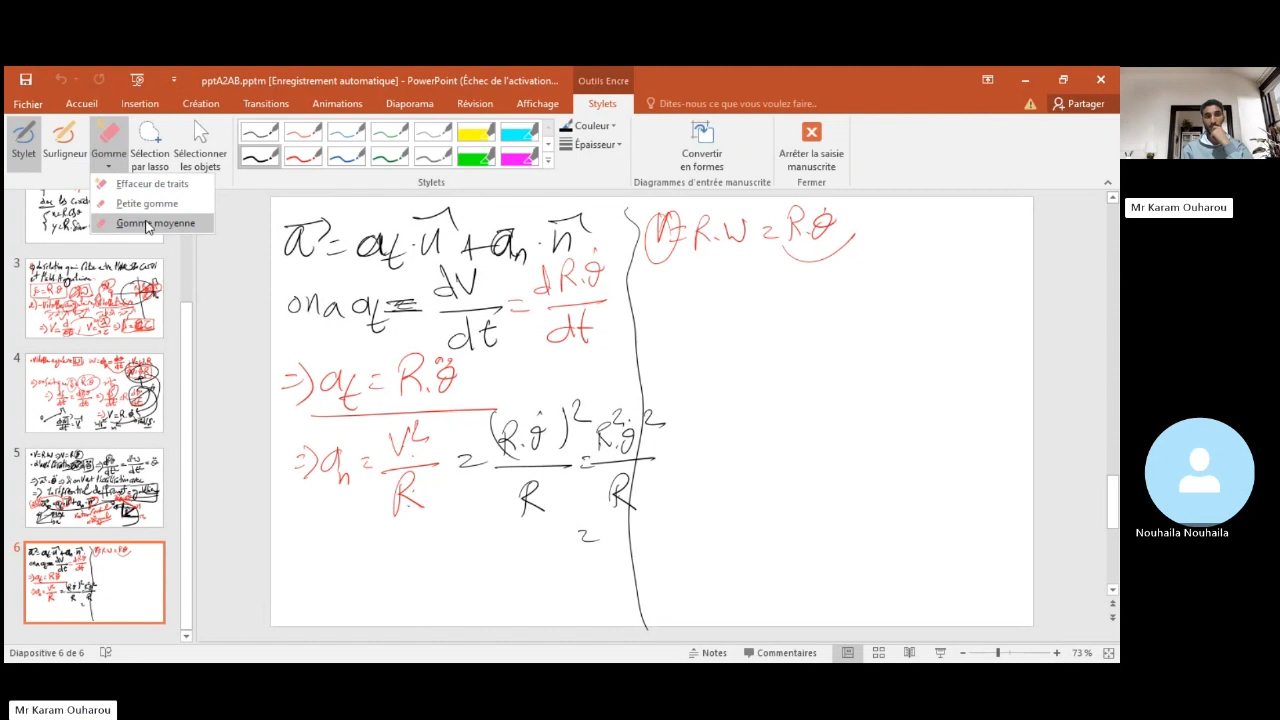 pptA2AB.pptm [Enregistrement automatique] - PowerPoint (Échec de l'activation...
Outils Encre
Fichier Accueil Insertion Création Transitions Animations Diaporama Révision Affichage Stylets Dites-nous ce que vous voulez faire... Partager
Stylet Surligneur Gomme Sélection par lasso Sélectionner les objets
Couleur
Épaisseur
Convertir en formes
Arrêter la saisie manuscrite
Stylets Diagrammes d'entrée manuscrite Fermer
Effaceur de traits
Petite gomme
Gomme moyenne
3
4
5
6
a⃗ = a_t . u⃗ + a_n . n⃗
on a a_t = dV/dt = dR.θ̇/dt
=> a_t = R.θ̈
=> a_n = V²/R = (R.θ̇)²/R = R².θ̇²/R
=
V = R.W = R.θ̇
Diapositive 6 de 6
Notes Commentaires 73 %
Mr Karam Ouharou
Nouhaila Nouhaila
Mr Karam Ouharou